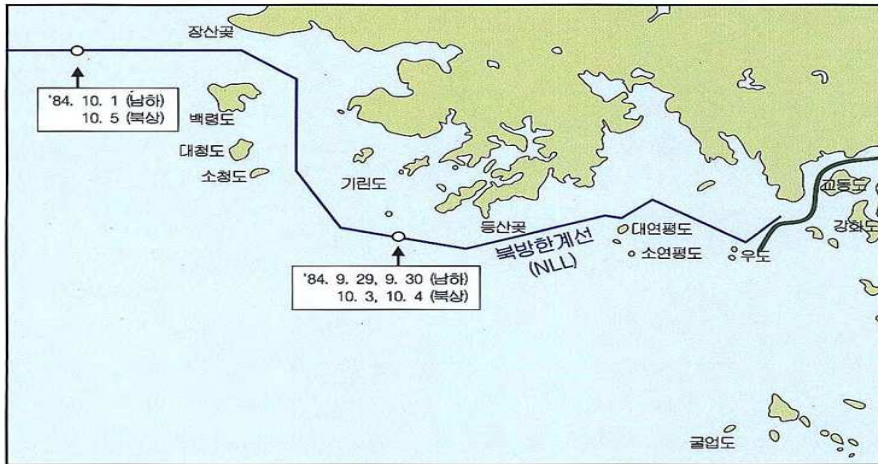 장산곶
'84. 10. 1 (남하)
10. 5 (북상)
백령도
대청도
소청도
기린도
등산곶
북방한계선
(NLL)
대연평도
소연평도
우도
교동도
강화도
'84. 9. 29, 9. 30 (남하)
10. 3, 10. 4 (북상)
굴업도